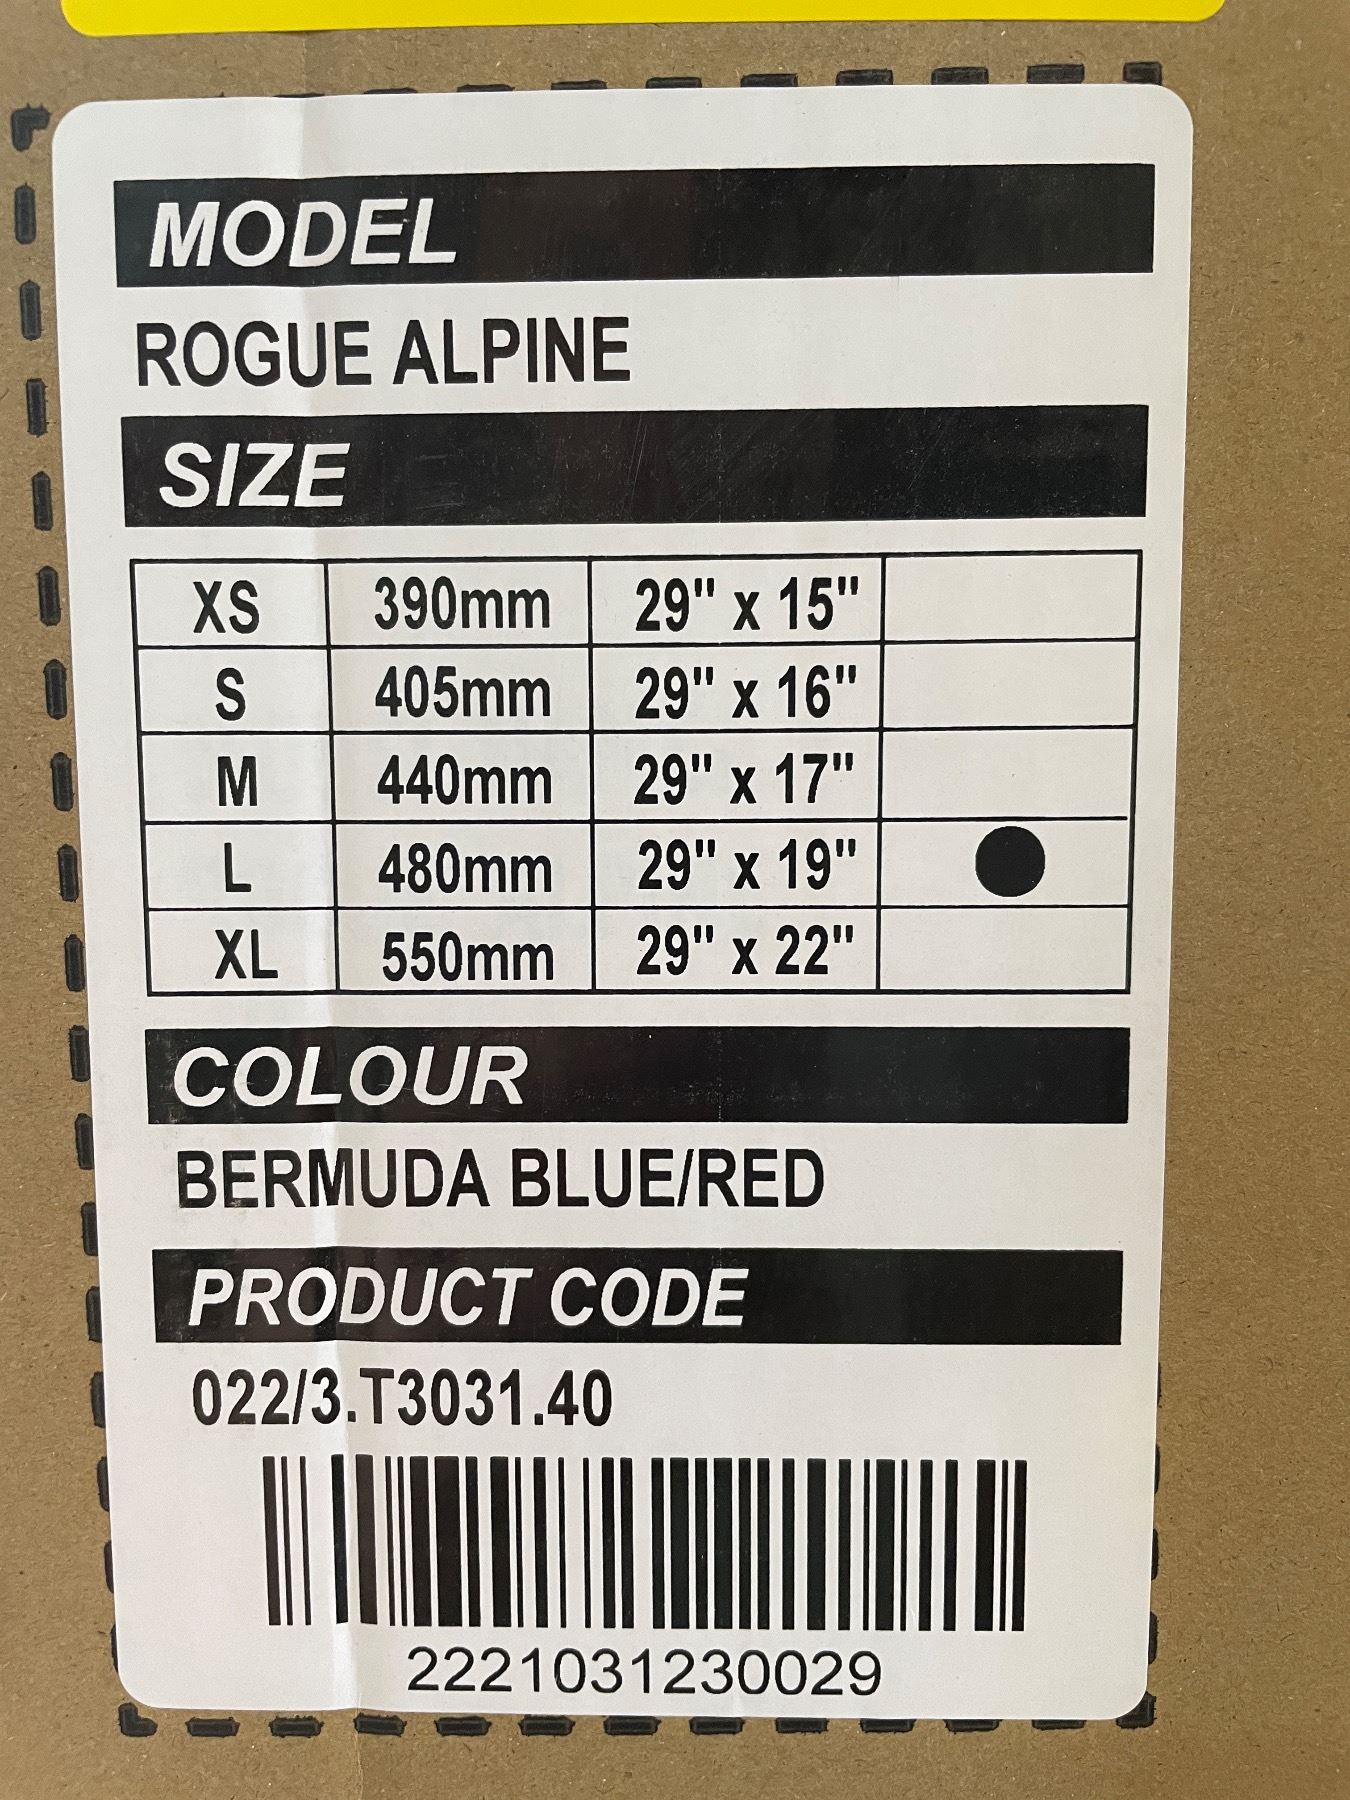 MODEL
ROGUE ALPINE
SIZE
XS 390mm 29" x 15"
S 405mm 29" x 16"
M 440mm 29" x 17"
L 480mm 29" x 19" ●
XL 550mm 29" x 22"
COLOUR
BERMUDA BLUE/RED
PRODUCT CODE
022/3.T3031.40
2221031230029